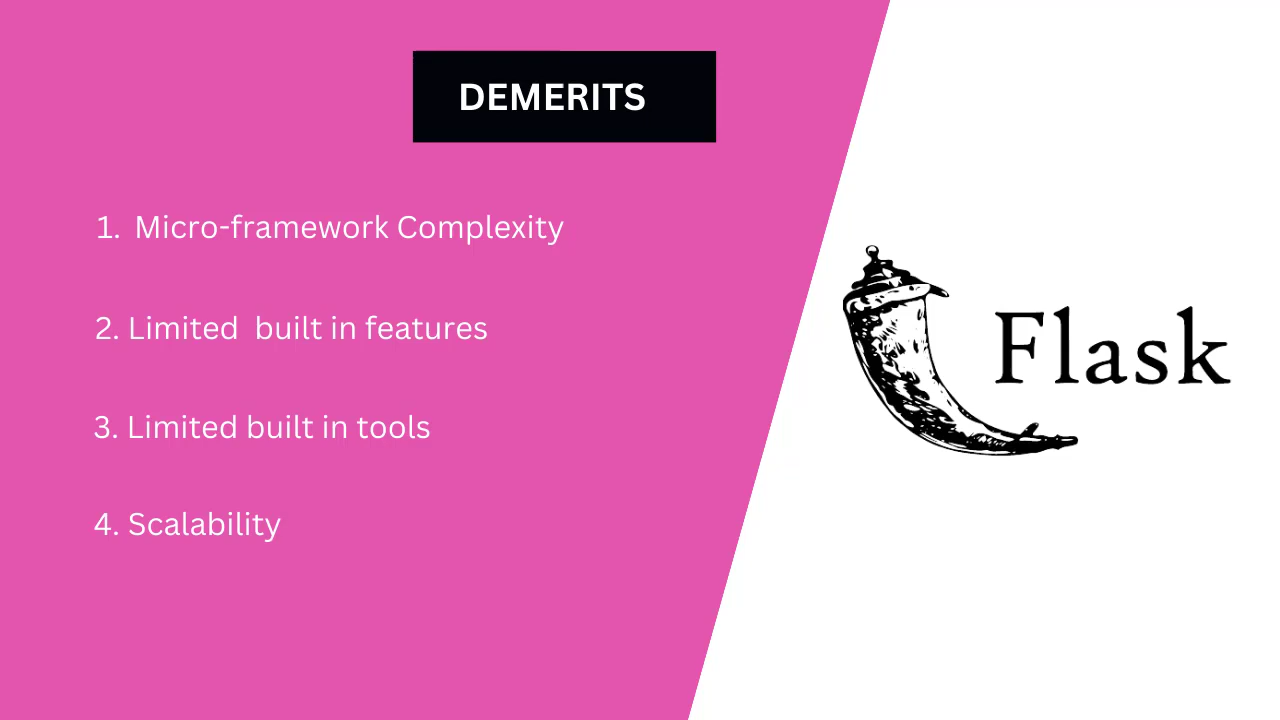 DEMERITS
1. Micro-framework Complexity
2. Limited built in features
3. Limited built in tools
4. Scalability
Flask